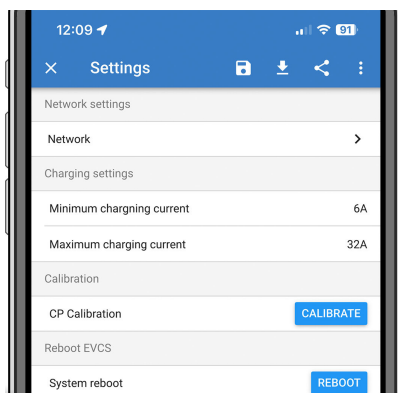 12:09
91
Settings
Network settings
Network
Charging settings
Minimum chargning current 6A
Maximum charging current 32A
Calibration
CP Calibration CALIBRATE
Reboot EVCS
System reboot REBOOT